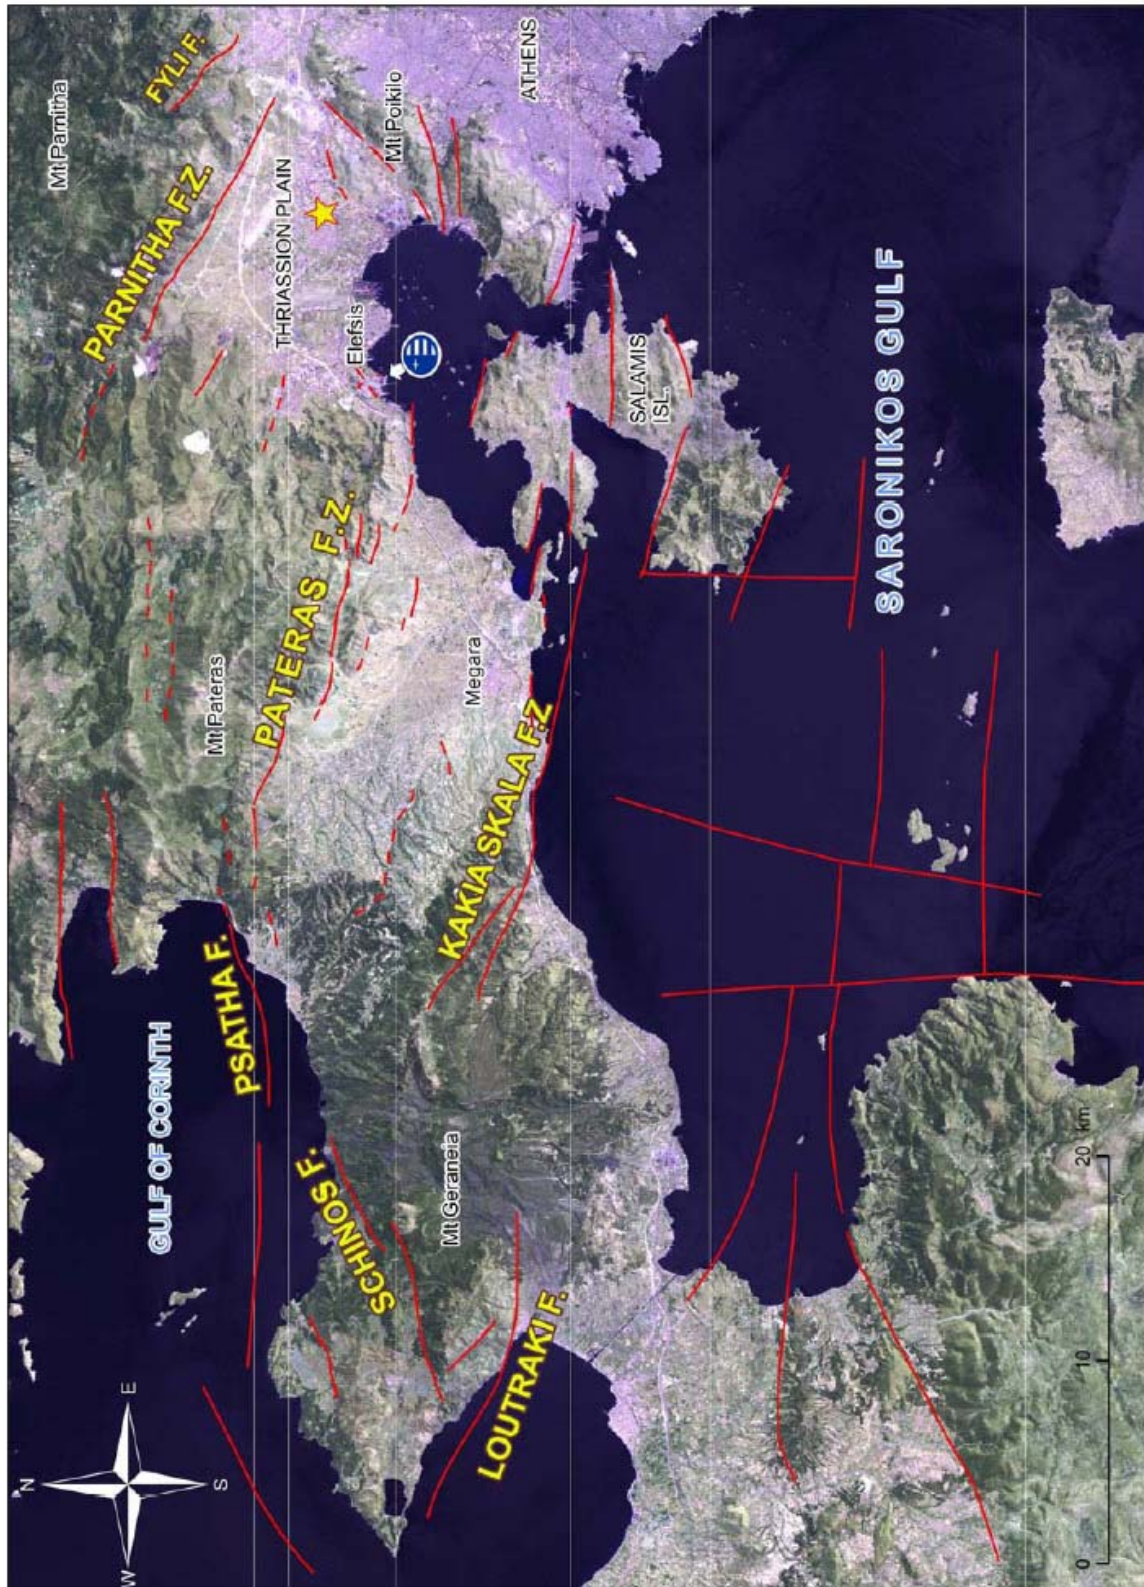 N
W
E
S
GULF OF CORINTH
PSATHA F.
SCHINOS F.
LOUTRAKI F.
Mt Geraneia
KAKIA SKALA F.Z
Megara
Mt Pateras
PATERAS F.Z.
PARNITHA F.Z.
Mt Parnitha
FYLI F.
THRIASSION PLAIN
Elefsis
Mt Poikilo
ATHENS
SALAMIS
ISL.
SARONIKOS GULF
0 10 20 km